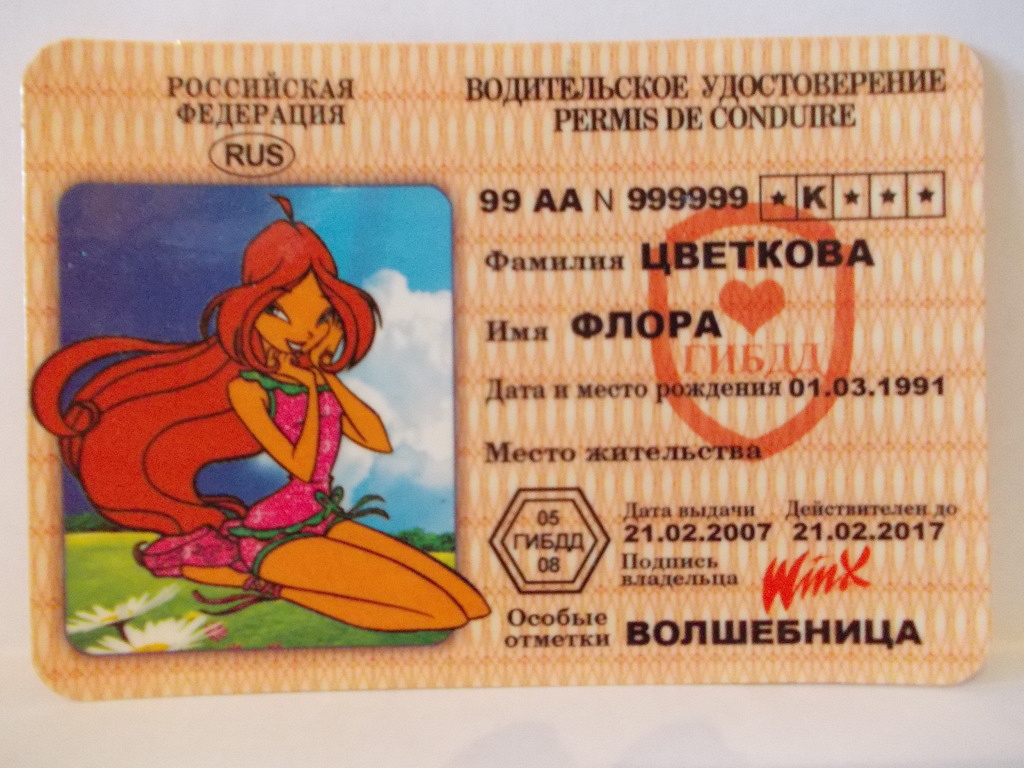 РОССИЙСКАЯ
ФЕДЕРАЦИЯ
RUS
ВОДИТЕЛЬСКОЕ УДОСТОВЕРЕНИЕ
PERMIS DE CONDUIRE
99 АА N 999999 ★ К ★ ★ ★
Фамилия ЦВЕТКОВА
Имя ФЛОРА
ГИБДД
Дата и место рождения 01.03.1991
Место жительства
05
ГИБДД
08
Дата выдачи Действителен до
21.02.2007 21.02.2017
Подпись
владельца
WinX
Особые
отметки ВОЛШЕБНИЦА